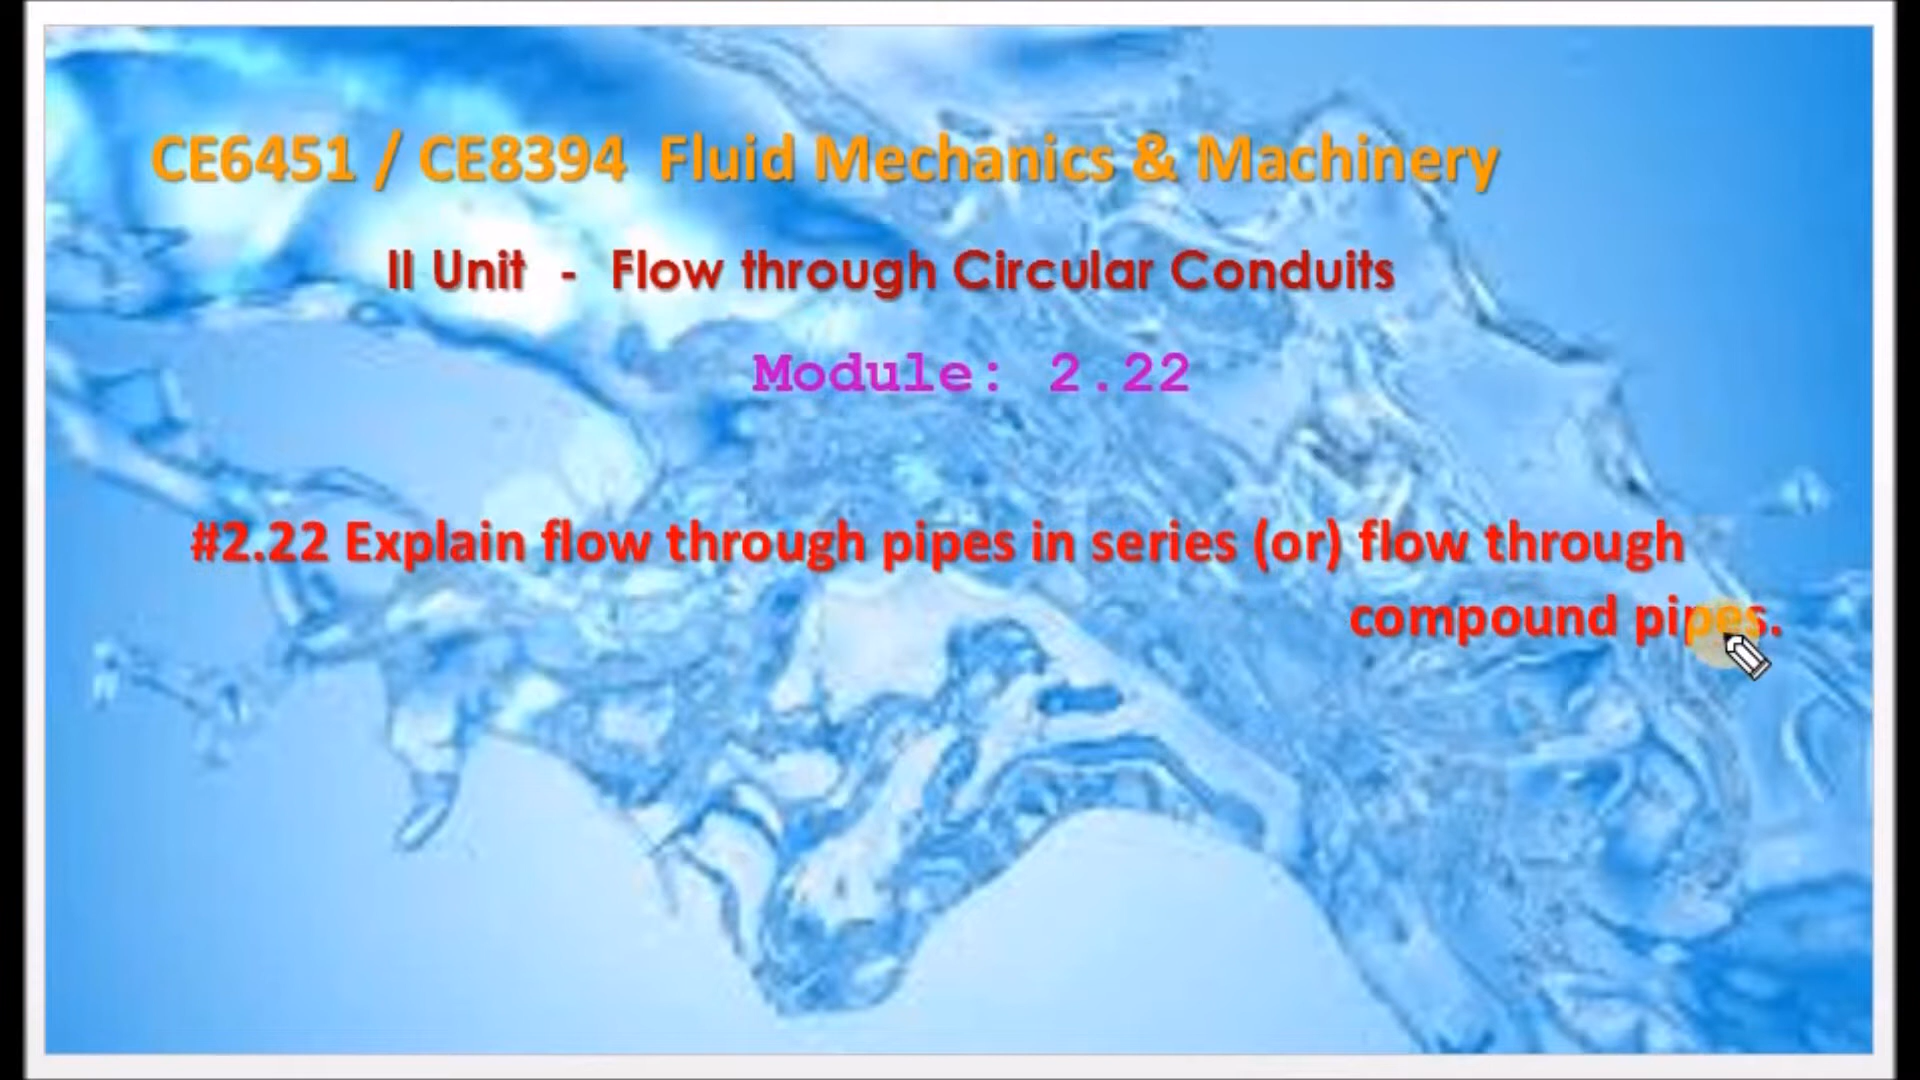 CE6451 / CE8394 Fluid Mechanics & Machinery
II Unit - Flow through Circular Conduits
Module: 2.22
#2.22 Explain flow through pipes in series (or) flow through
compound pipes.